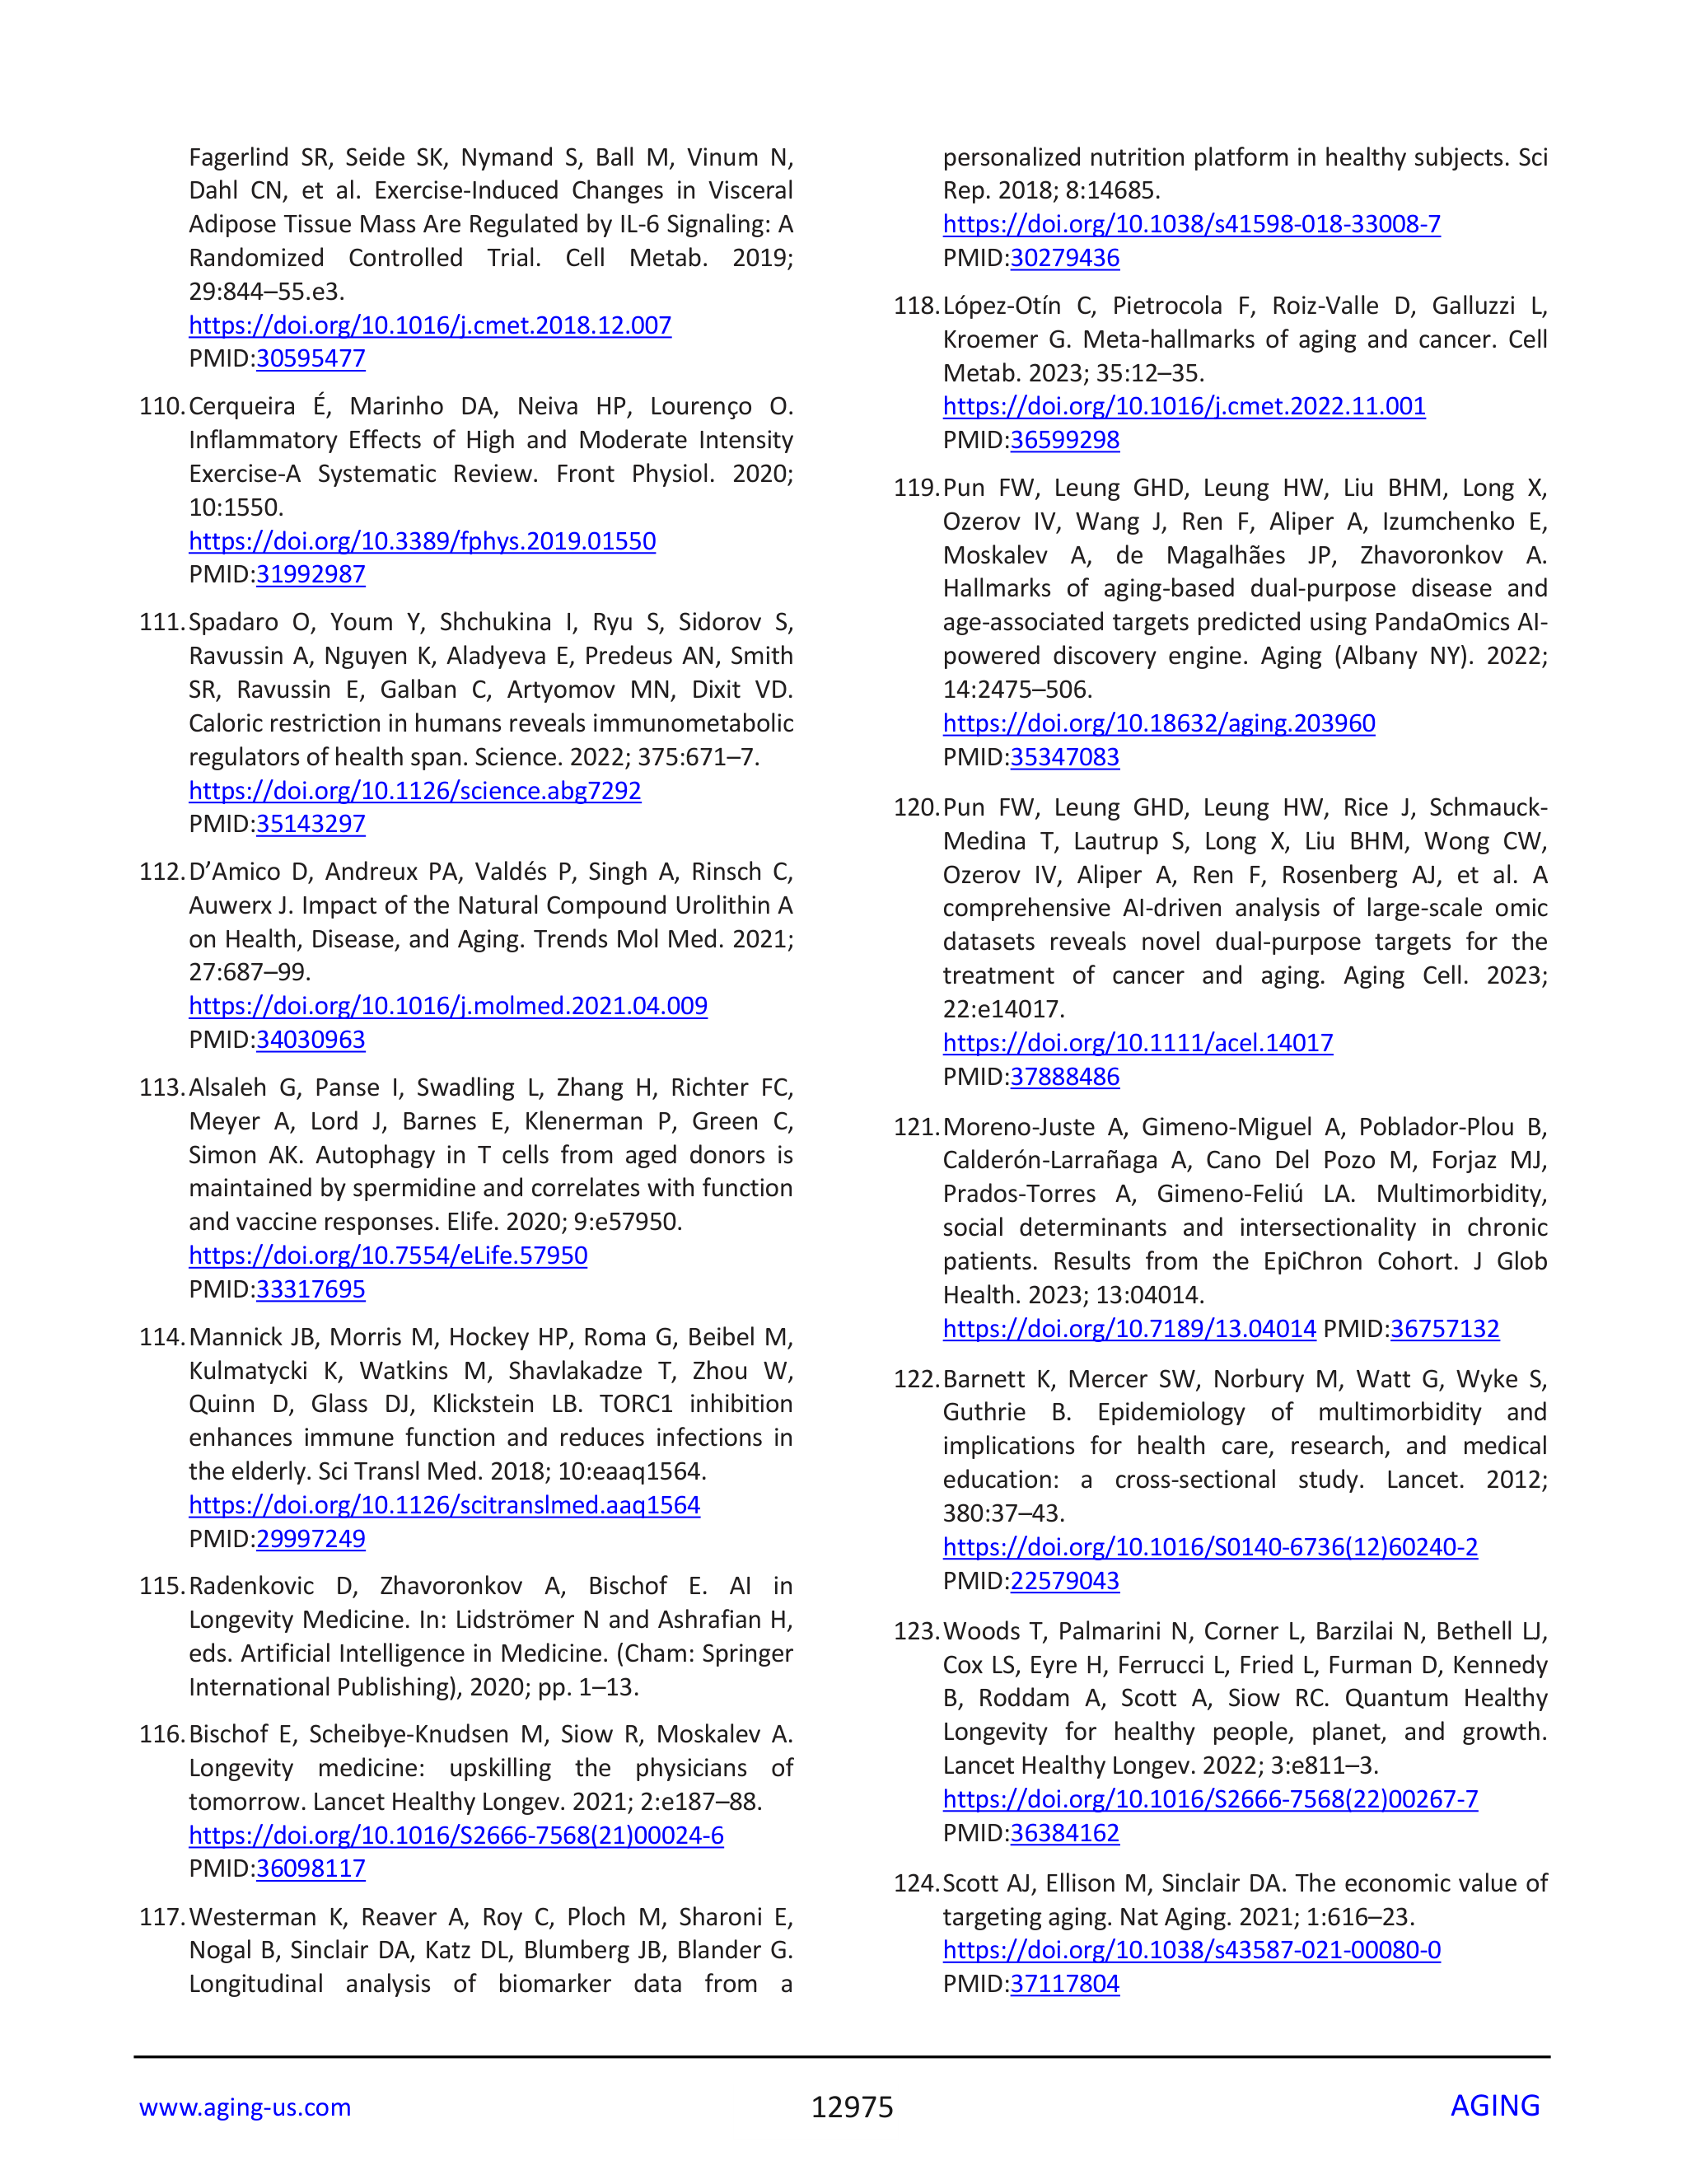 Fagerlind SR, Seide SK, Nymand S, Ball M, Vinum N,
Dahl CN, et al. Exercise-Induced Changes in Visceral
Adipose Tissue Mass Are Regulated by IL-6 Signaling: A
Randomized Controlled Trial. Cell Metab. 2019;
29:844–55.e3.
https://doi.org/10.1016/j.cmet.2018.12.007
PMID:30595477
110. Cerqueira É, Marinho DA, Neiva HP, Lourenço O.
Inflammatory Effects of High and Moderate Intensity
Exercise-A Systematic Review. Front Physiol. 2020;
10:1550.
https://doi.org/10.3389/fphys.2019.01550
PMID:31992987
111. Spadaro O, Youm Y, Shchukina I, Ryu S, Sidorov S,
Ravussin A, Nguyen K, Aladyeva E, Predeus AN, Smith
SR, Ravussin E, Galban C, Artyomov MN, Dixit VD.
Caloric restriction in humans reveals immunometabolic
regulators of health span. Science. 2022; 375:671–7.
https://doi.org/10.1126/science.abg7292
PMID:35143297
112. D’Amico D, Andreux PA, Valdés P, Singh A, Rinsch C,
Auwerx J. Impact of the Natural Compound Urolithin A
on Health, Disease, and Aging. Trends Mol Med. 2021;
27:687–99.
https://doi.org/10.1016/j.molmed.2021.04.009
PMID:34030963
113. Alsaleh G, Panse I, Swadling L, Zhang H, Richter FC,
Meyer A, Lord J, Barnes E, Klenerman P, Green C,
Simon AK. Autophagy in T cells from aged donors is
maintained by spermidine and correlates with function
and vaccine responses. Elife. 2020; 9:e57950.
https://doi.org/10.7554/eLife.57950
PMID:33317695
114. Mannick JB, Morris M, Hockey HP, Roma G, Beibel M,
Kulmatycki K, Watkins M, Shavlakadze T, Zhou W,
Quinn D, Glass DJ, Klickstein LB. TORC1 inhibition
enhances immune function and reduces infections in
the elderly. Sci Transl Med. 2018; 10:eaaq1564.
https://doi.org/10.1126/scitranslmed.aaq1564
PMID:29997249
115. Radenkovic D, Zhavoronkov A, Bischof E. AI in
Longevity Medicine. In: Lidströmer N and Ashrafian H,
eds. Artificial Intelligence in Medicine. (Cham: Springer
International Publishing), 2020; pp. 1–13.
116. Bischof E, Scheibye-Knudsen M, Siow R, Moskalev A.
Longevity medicine: upskilling the physicians of
tomorrow. Lancet Healthy Longev. 2021; 2:e187–88.
https://doi.org/10.1016/S2666-7568(21)00024-6
PMID:36098117
117. Westerman K, Reaver A, Roy C, Ploch M, Sharoni E,
Nogal B, Sinclair DA, Katz DL, Blumberg JB, Blander G.
Longitudinal analysis of biomarker data from a
personalized nutrition platform in healthy subjects. Sci
Rep. 2018; 8:14685.
https://doi.org/10.1038/s41598-018-33008-7
PMID:30279436
118. López-Otín C, Pietrocola F, Roiz-Valle D, Galluzzi L,
Kroemer G. Meta-hallmarks of aging and cancer. Cell
Metab. 2023; 35:12–35.
https://doi.org/10.1016/j.cmet.2022.11.001
PMID:36599298
119. Pun FW, Leung GHD, Leung HW, Liu BHM, Long X,
Ozerov IV, Wang J, Ren F, Aliper A, Izumchenko E,
Moskalev A, de Magalhães JP, Zhavoronkov A.
Hallmarks of aging-based dual-purpose disease and
age-associated targets predicted using PandaOmics AI-
powered discovery engine. Aging (Albany NY). 2022;
14:2475–506.
https://doi.org/10.18632/aging.203960
PMID:35347083
120. Pun FW, Leung GHD, Leung HW, Rice J, Schmauck-
Medina T, Lautrup S, Long X, Liu BHM, Wong CW,
Ozerov IV, Aliper A, Ren F, Rosenberg AJ, et al. A
comprehensive AI-driven analysis of large-scale omic
datasets reveals novel dual-purpose targets for the
treatment of cancer and aging. Aging Cell. 2023;
22:e14017.
https://doi.org/10.1111/acel.14017
PMID:37888486
121. Moreno-Juste A, Gimeno-Miguel A, Poblador-Plou B,
Calderón-Larrañaga A, Cano Del Pozo M, Forjaz MJ,
Prados-Torres A, Gimeno-Feliú LA. Multimorbidity,
social determinants and intersectionality in chronic
patients. Results from the EpiChron Cohort. J Glob
Health. 2023; 13:04014.
https://doi.org/10.7189/13.04014 PMID:36757132
122. Barnett K, Mercer SW, Norbury M, Watt G, Wyke S,
Guthrie B. Epidemiology of multimorbidity and
implications for health care, research, and medical
education: a cross-sectional study. Lancet. 2012;
380:37–43.
https://doi.org/10.1016/S0140-6736(12)60240-2
PMID:22579043
123. Woods T, Palmarini N, Corner L, Barzilai N, Bethell LJ,
Cox LS, Eyre H, Ferrucci L, Fried L, Furman D, Kennedy
B, Roddam A, Scott A, Siow RC. Quantum Healthy
Longevity for healthy people, planet, and growth.
Lancet Healthy Longev. 2022; 3:e811–3.
https://doi.org/10.1016/S2666-7568(22)00267-7
PMID:36384162
124. Scott AJ, Ellison M, Sinclair DA. The economic value of
targeting aging. Nat Aging. 2021; 1:616–23.
https://doi.org/10.1038/s43587-021-00080-0
PMID:37117804
www.aging-us.com
12975
AGING